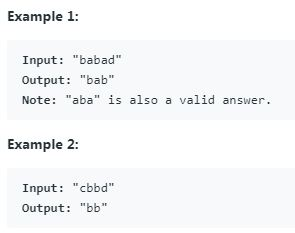 Example 1:
Input: "babad"
Output: "bab"
Note: "aba" is also a valid answer.
Example 2:
Input: "cbbd"
Output: "bb"